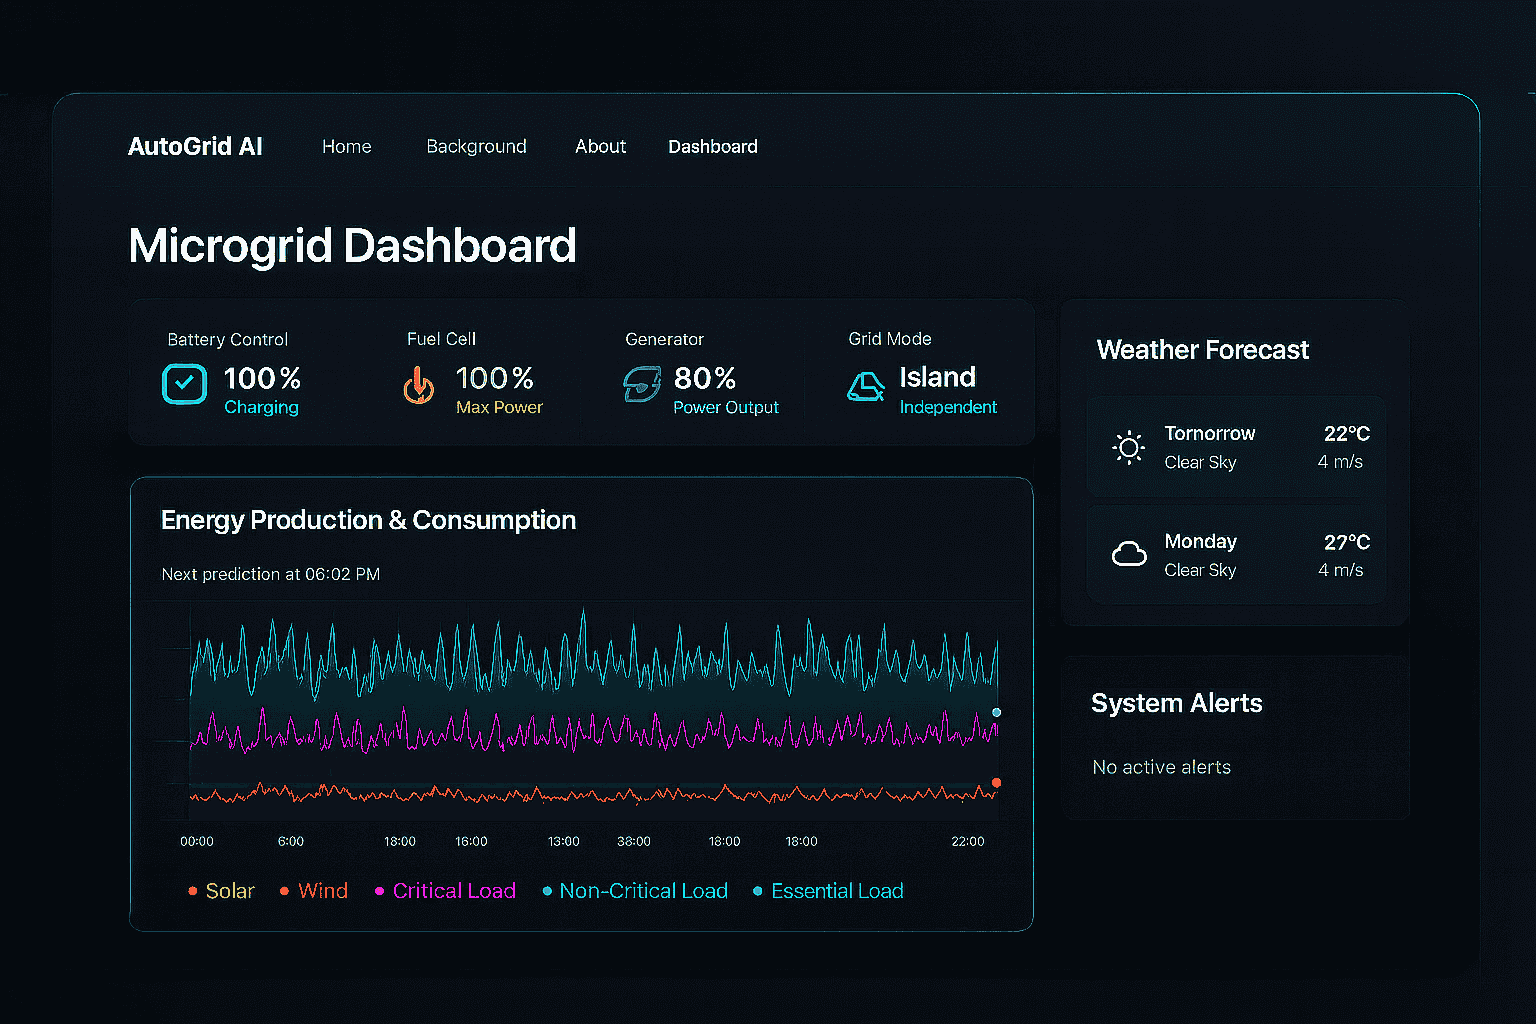 AutoGrid AI Home Background About Dashboard
Microgrid Dashboard
Battery Control
100%
Charging
Fuel Cell
100%
Max Power
Generator
80%
Power Output
Grid Mode
Island
Independent
Energy Production & Consumption
Next prediction at 06:02 PM
00:00 6:00 18:00 16:00 13:00 38:00 18:00 18:00 22:00
Solar Wind Critical Load Non-Critical Load Essential Load
Weather Forecast
Tornorrow 22°C
Clear Sky 4 m/s
Monday 27°C
Clear Sky 4 m/s
System Alerts
No active alerts